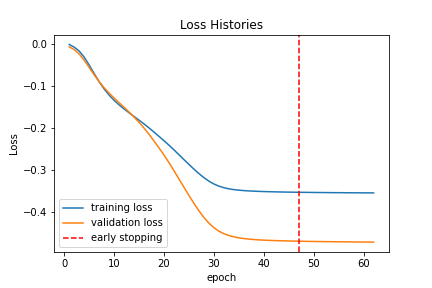 Loss Histories
0.0
−0.1
−0.2
−0.3
−0.4
Loss
training loss
validation loss
early stopping
0 10 20 30 40 50 60
epoch